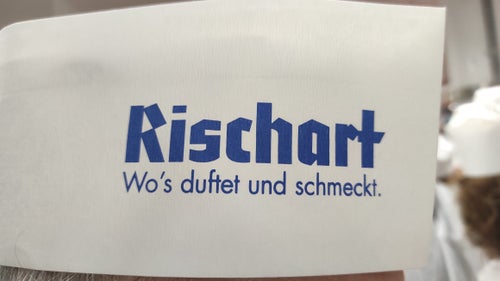 Rischart
Wo's duftet und schmeckt.